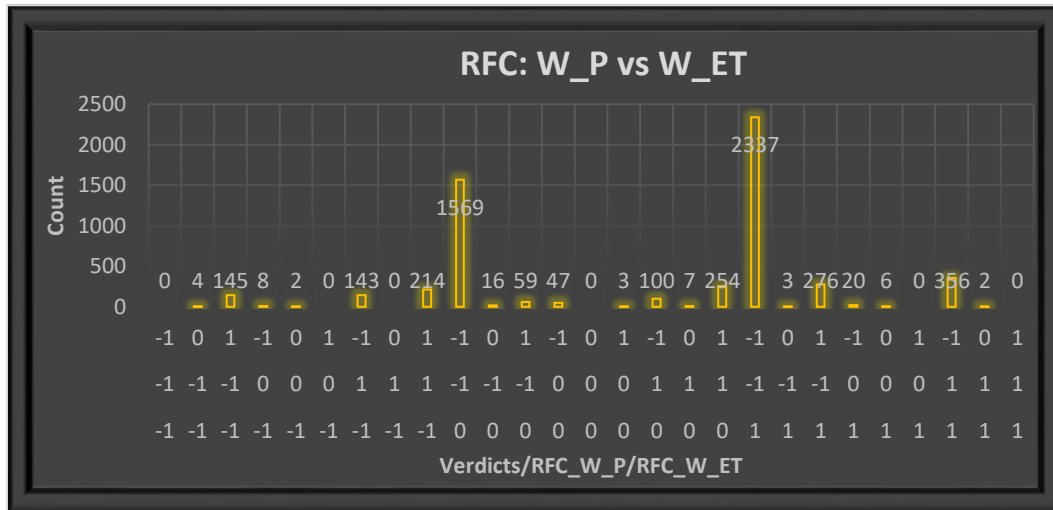 RFC: W_P vs W_ET
2500
2000
1500
1000
500
0
Count
0 4 145 8 2 0 143 0 214 1569 16 59 47 0 3 100 7 254 2337 3 276 20 6 0 356 2 0
-1 0 1 -1 0 1 -1 0 1 -1 0 1 -1 0 1 -1 0 1 -1 0 1 -1 0 1 -1 0 1
-1 -1 -1 0 0 0 1 1 1 -1 -1 -1 0 0 0 1 1 1 -1 -1 -1 0 0 0 1 1 1
-1 -1 -1 -1 -1 -1 -1 -1 -1 0 0 0 0 0 0 0 0 0 1 1 1 1 1 1 1 1 1
Verdicts/RFC_W_P/RFC_W_ET